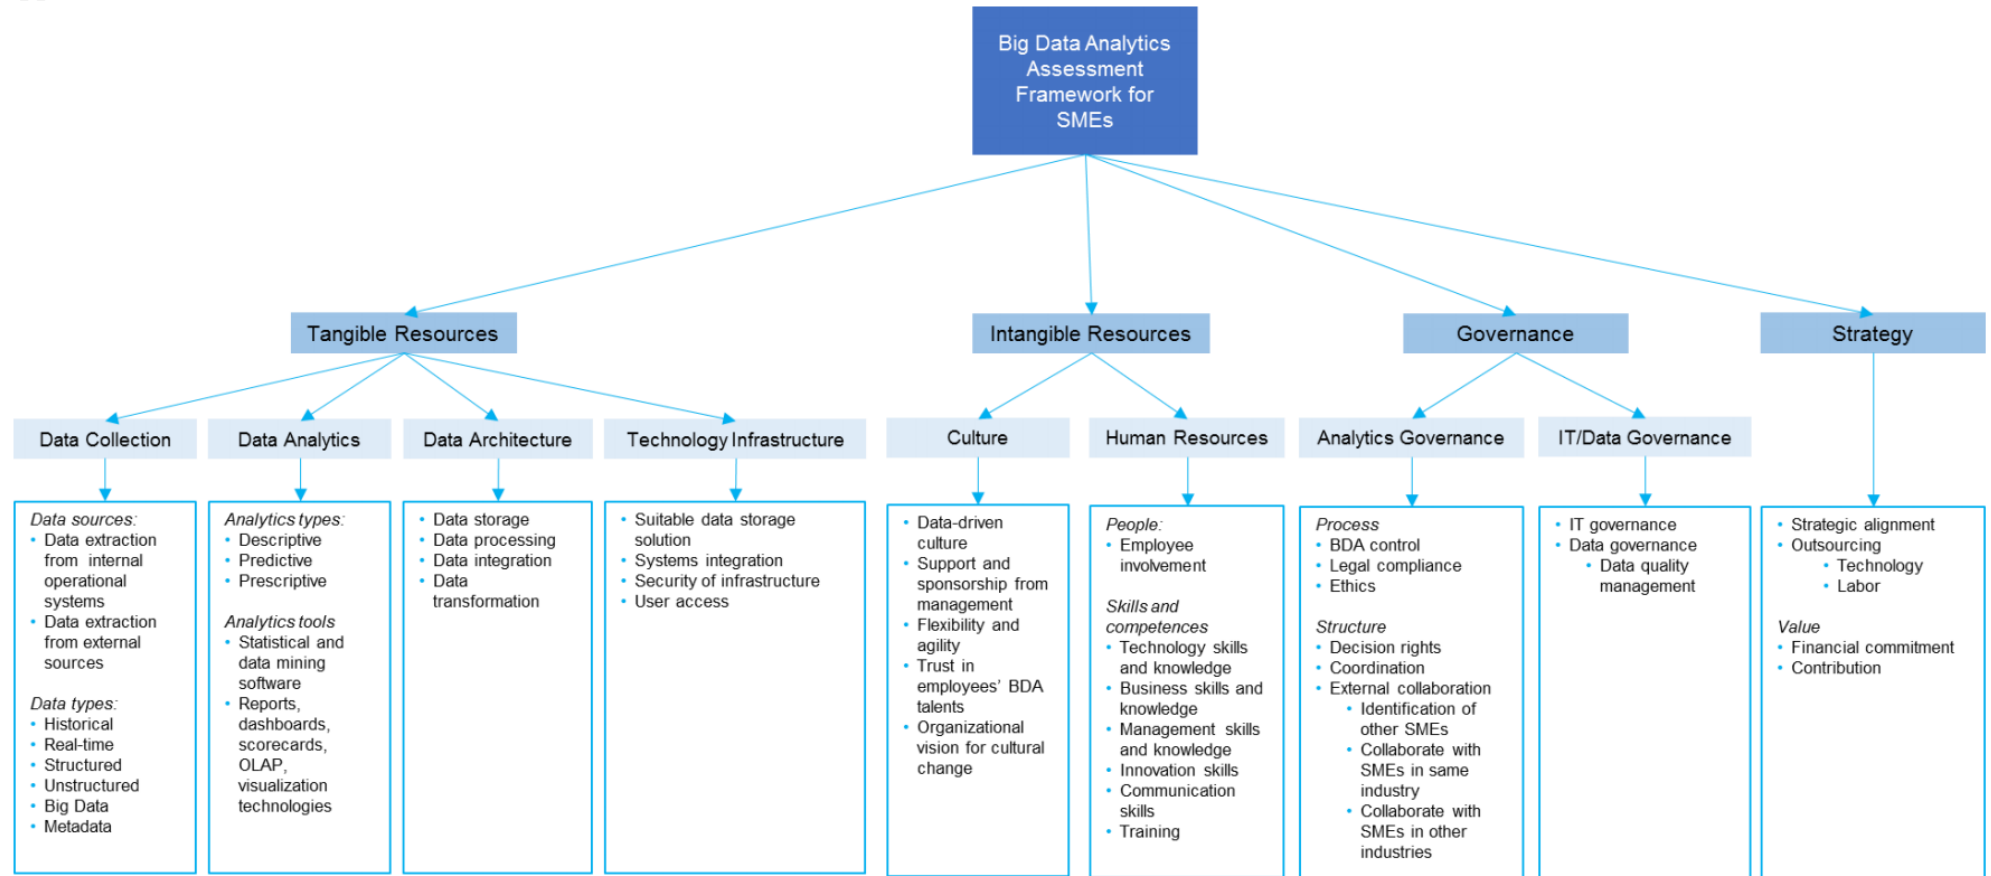 Big Data Analytics
Assessment
Framework for
SMEs
Tangible Resources
Intangible Resources
Governance
Strategy
Data Collection
Data Analytics
Data Architecture
Technology Infrastructure
Culture
Human Resources
Analytics Governance
IT/Data Governance
Data sources:
• Data extraction
from internal
operational
systems
• Data extraction
from external
sources
Data types:
• Historical
• Real-time
• Structured
• Unstructured
• Big Data
• Metadata
Analytics types:
• Descriptive
• Predictive
• Prescriptive
Analytics tools
• Statistical and
data mining
software
• Reports,
dashboards,
scorecards,
OLAP,
visualization
technologies
• Data storage
• Data processing
• Data integration
• Data
transformation
• Suitable data storage
solution
• Systems integration
• Security of infrastructure
• User access
• Data-driven
culture
• Support and
sponsorship from
management
• Flexibility and
agility
• Trust in
employees’ BDA
talents
• Organizational
vision for cultural
change
People:
• Employee
involvement
Skills and
competences
• Technology skills
and knowledge
• Business skills and
knowledge
• Management skills
and knowledge
• Innovation skills
• Communication
skills
• Training
Process
• BDA control
• Legal compliance
• Ethics
Structure
• Decision rights
• Coordination
• External collaboration
• Identification of
other SMEs
• Collaborate with
SMEs in same
industry
• Collaborate with
SMEs in other
industries
• IT governance
• Data governance
• Data quality
management
• Strategic alignment
• Outsourcing
• Technology
• Labor
Value
• Financial commitment
• Contribution